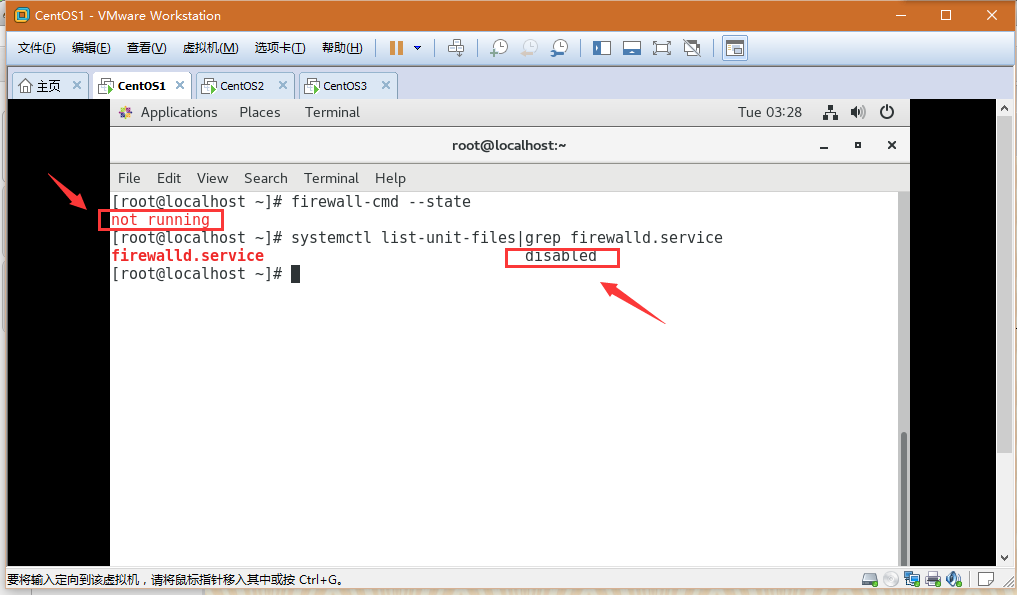 CentOS1 - VMware Workstation
文件(F) 编辑(E) 查看(V) 虚拟机(M) 选项卡(T) 帮助(H)
主页 CentOS1 CentOS2 CentOS3
Applications Places Terminal Tue 03:28
root@localhost:~
File Edit View Search Terminal Help
[root@localhost ~]# firewall-cmd --state
not running
[root@localhost ~]# systemctl list-unit-files|grep firewalld.service
firewalld.service disabled
[root@localhost ~]#
要将输入定向到该虚拟机，请将鼠标指针移入其中或按 Ctrl+G。